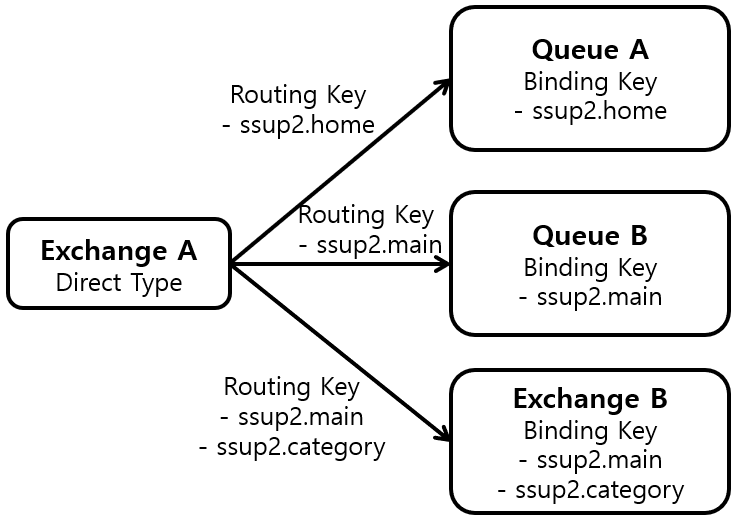 Queue A
Binding Key
- ssup2.home
Routing Key
- ssup2.home
Queue B
Binding Key
- ssup2.main
Routing Key
- ssup2.main
Exchange A
Direct Type
Routing Key
- ssup2.main
- ssup2.category
Exchange B
Binding Key
- ssup2.main
- ssup2.category